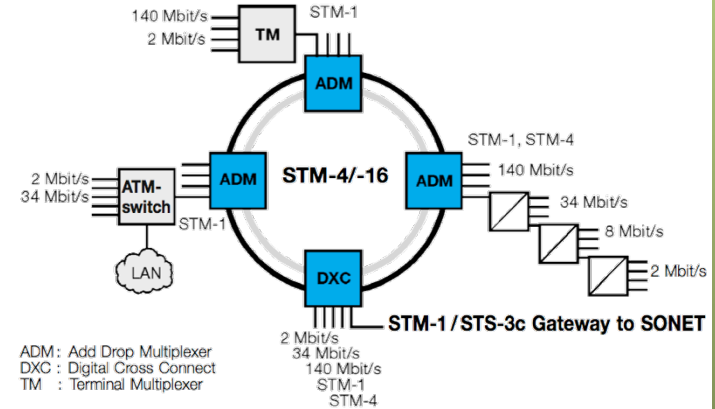 140 Mbit/s
2 Mbit/s
TM
STM-1
ADM
STM-1, STM-4
140 Mbit/s
34 Mbit/s
8 Mbit/s
2 Mbit/s
ADM
STM-4/-16
ADM
2 Mbit/s
34 Mbit/s
ATM-
switch
STM-1
LAN
DXC
STM-1/STS-3c Gateway to SONET
2 Mbit/s
34 Mbit/s
140 Mbit/s
STM-1
STM-4
ADM : Add Drop Multiplexer
DXC : Digital Cross Connect
TM : Terminal Multiplexer